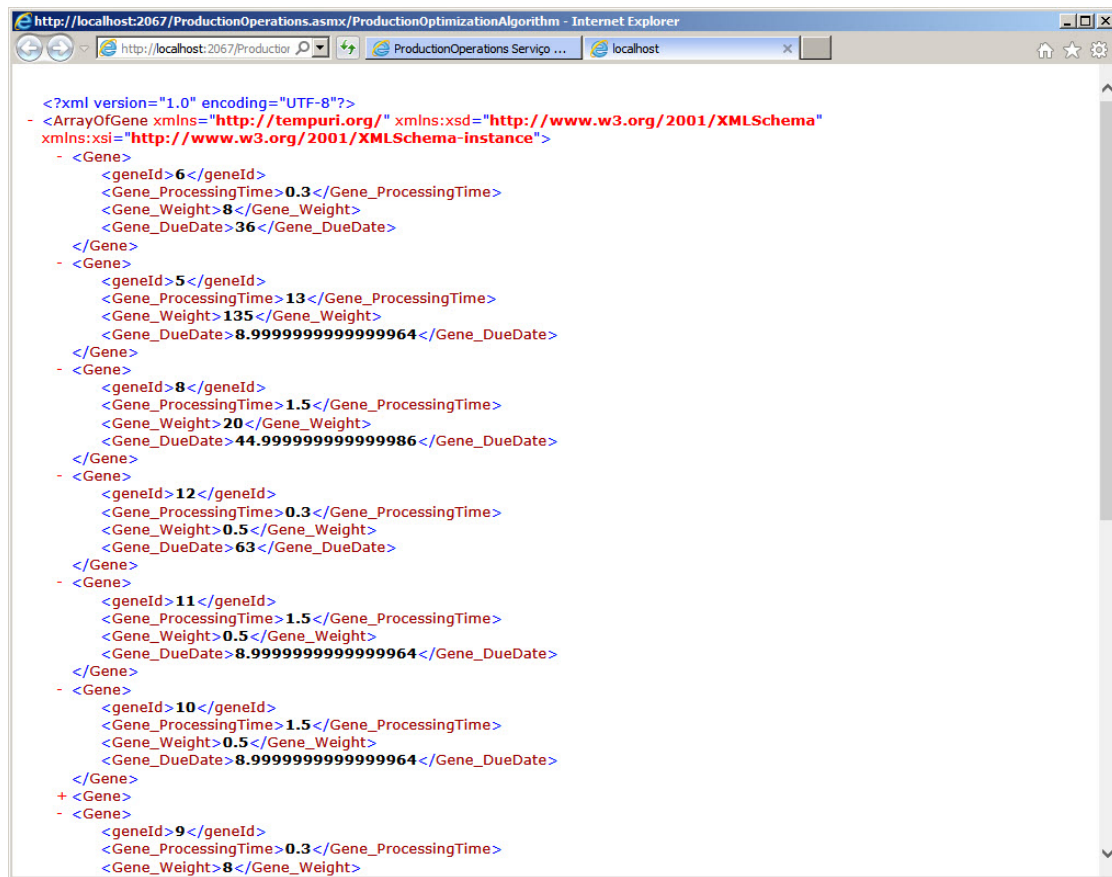 http://localhost:2067/ProductionOperations.asmx/ProductionOptimizationAlgorithm - Internet Explorer
http://localhost:2067/Production ProductionOperations Serviço ... localhost
<?xml version="1.0" encoding="UTF-8"?>
- <ArrayOfGene xmlns="http://tempuri.org/" xmlns:xsd="http://www.w3.org/2001/XMLSchema"
xmlns:xsi="http://www.w3.org/2001/XMLSchema-instance">
- <Gene>
<geneId>6</geneId>
<Gene_ProcessingTime>0.3</Gene_ProcessingTime>
<Gene_Weight>8</Gene_Weight>
<Gene_DueDate>36</Gene_DueDate>
</Gene>
- <Gene>
<geneId>5</geneId>
<Gene_ProcessingTime>13</Gene_ProcessingTime>
<Gene_Weight>135</Gene_Weight>
<Gene_DueDate>8.9999999999999964</Gene_DueDate>
</Gene>
- <Gene>
<geneId>8</geneId>
<Gene_ProcessingTime>1.5</Gene_ProcessingTime>
<Gene_Weight>20</Gene_Weight>
<Gene_DueDate>44.999999999999986</Gene_DueDate>
</Gene>
- <Gene>
<geneId>12</geneId>
<Gene_ProcessingTime>0.3</Gene_ProcessingTime>
<Gene_Weight>0.5</Gene_Weight>
<Gene_DueDate>63</Gene_DueDate>
</Gene>
- <Gene>
<geneId>11</geneId>
<Gene_ProcessingTime>1.5</Gene_ProcessingTime>
<Gene_Weight>0.5</Gene_Weight>
<Gene_DueDate>8.9999999999999964</Gene_DueDate>
</Gene>
- <Gene>
<geneId>10</geneId>
<Gene_ProcessingTime>1.5</Gene_ProcessingTime>
<Gene_Weight>0.5</Gene_Weight>
<Gene_DueDate>8.9999999999999964</Gene_DueDate>
</Gene>
+ <Gene>
- <Gene>
<geneId>9</geneId>
<Gene_ProcessingTime>0.3</Gene_ProcessingTime>
<Gene_Weight>8</Gene_Weight>